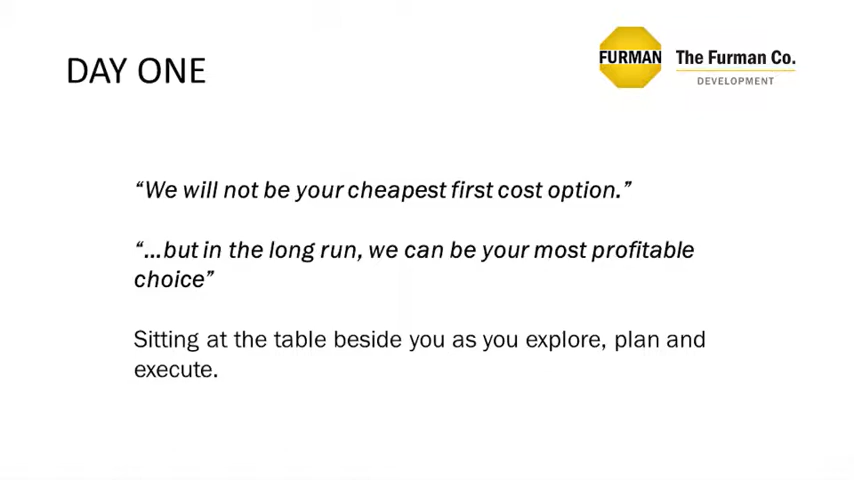 DAY ONE
FURMAN
The Furman Co.
DEVELOPMENT
“We will not be your cheapest first cost option.”
“…but in the long run, we can be your most profitable
choice”
Sitting at the table beside you as you explore, plan and
execute.